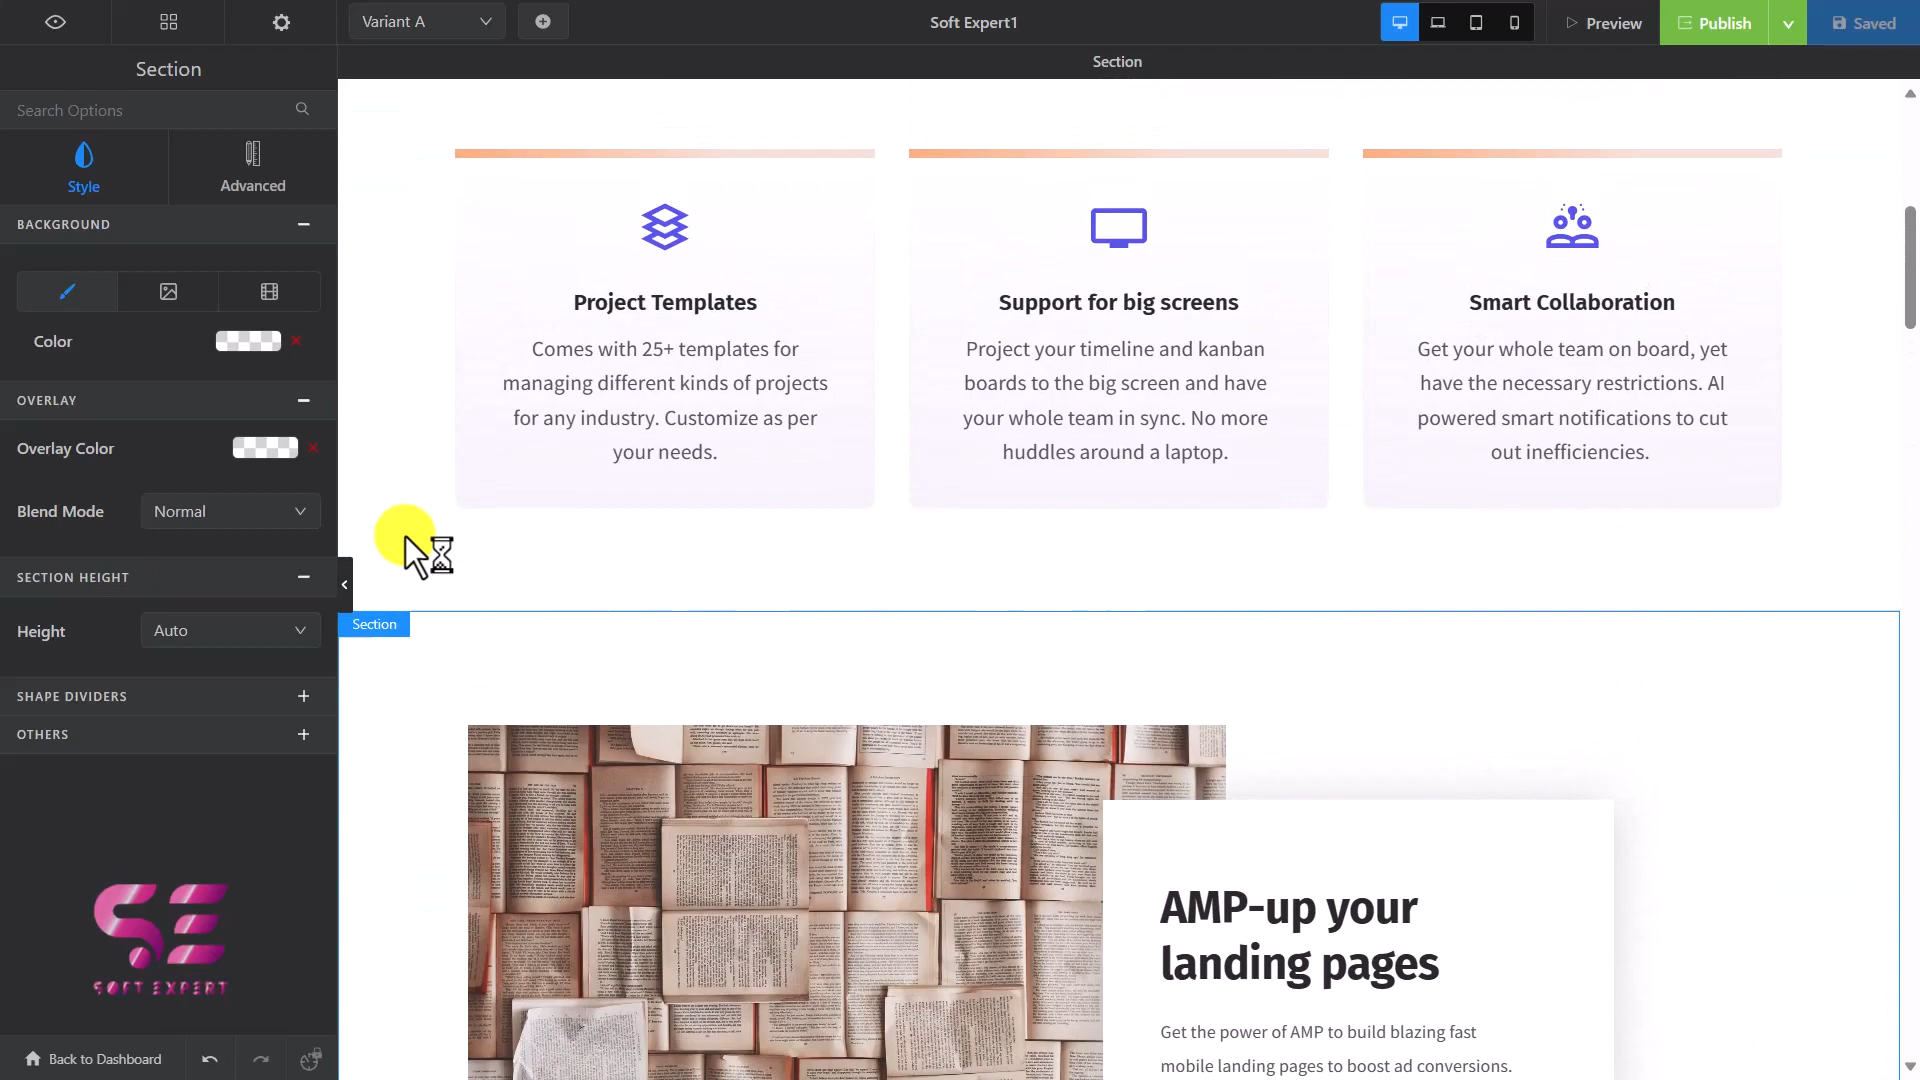 Variant A
Soft Expert1
Preview
Publish
Saved
Section
Section
Search Options
Style
Advanced
BACKGROUND
Color
OVERLAY
Overlay Color
Blend Mode
Normal
SECTION HEIGHT
Height
Auto
SHAPE DIVIDERS
OTHERS
SOFT EXPERT
Back to Dashboard
Project Templates
Comes with 25+ templates for
managing different kinds of projects
for any industry. Customize as per
your needs.
Support for big screens
Project your timeline and kanban
boards to the big screen and have
your whole team in sync. No more
huddles around a laptop.
Smart Collaboration
Get your whole team on board, yet
have the necessary restrictions. AI
powered smart notifications to cut
out inefficiencies.
Section
AMP-up your
landing pages
Get the power of AMP to build blazing fast
mobile landing pages to boost ad conversions.